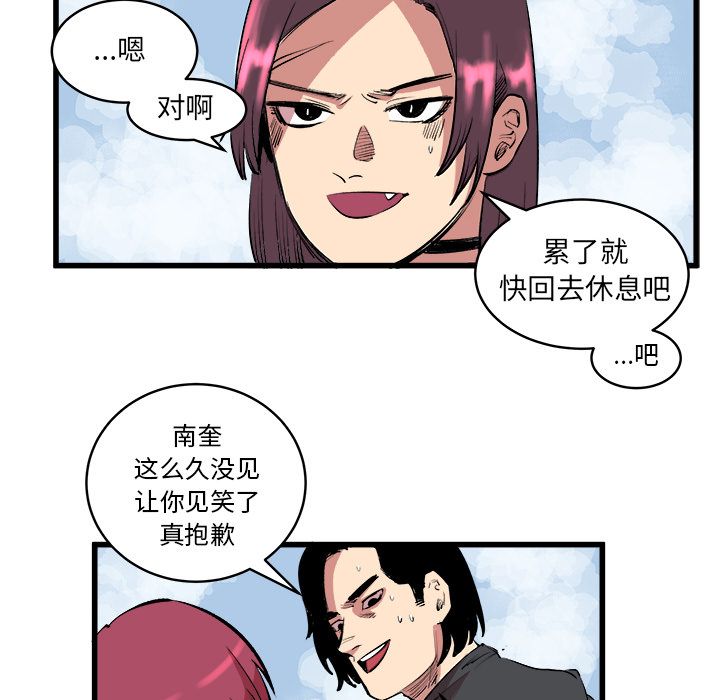 ...嗯
对啊
累了就
快回去休息吧
...吧
南奎
这么久没见
让你见笑了
真抱歉